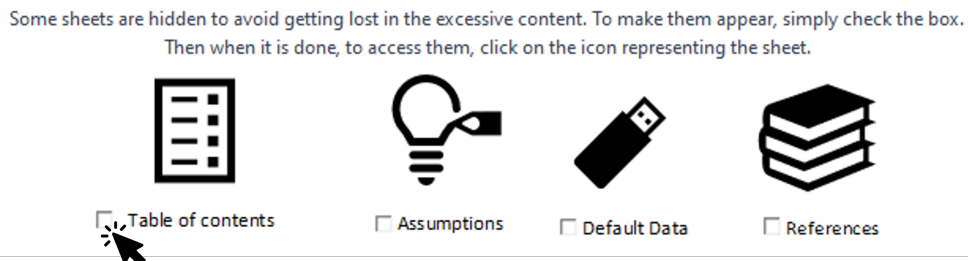 Some sheets are hidden to avoid getting lost in the excessive content. To make them appear, simply check the box.
Then when it is done, to access them, click on the icon representing the sheet.
Table of contents
Assumptions
Default Data
References